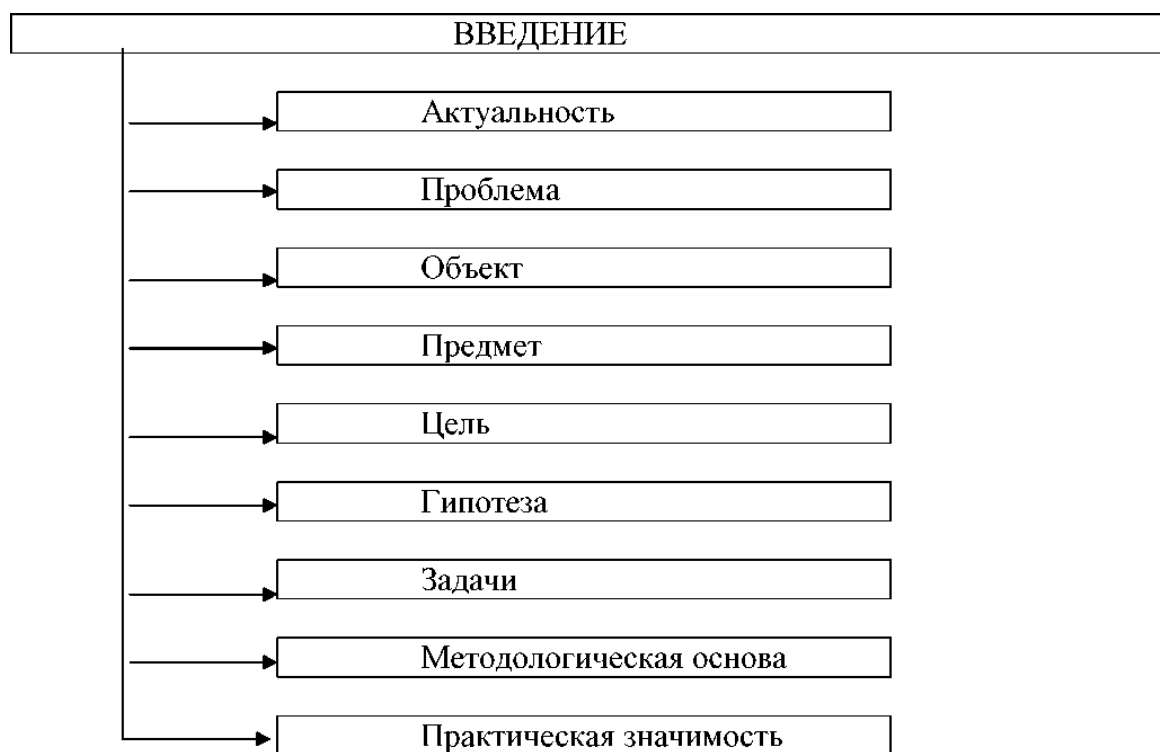 ВВЕДЕНИЕ
Актуальность
Проблема
Объект
Предмет
Цель
Гипотеза
Задачи
Методологическая основа
Практическая значимость